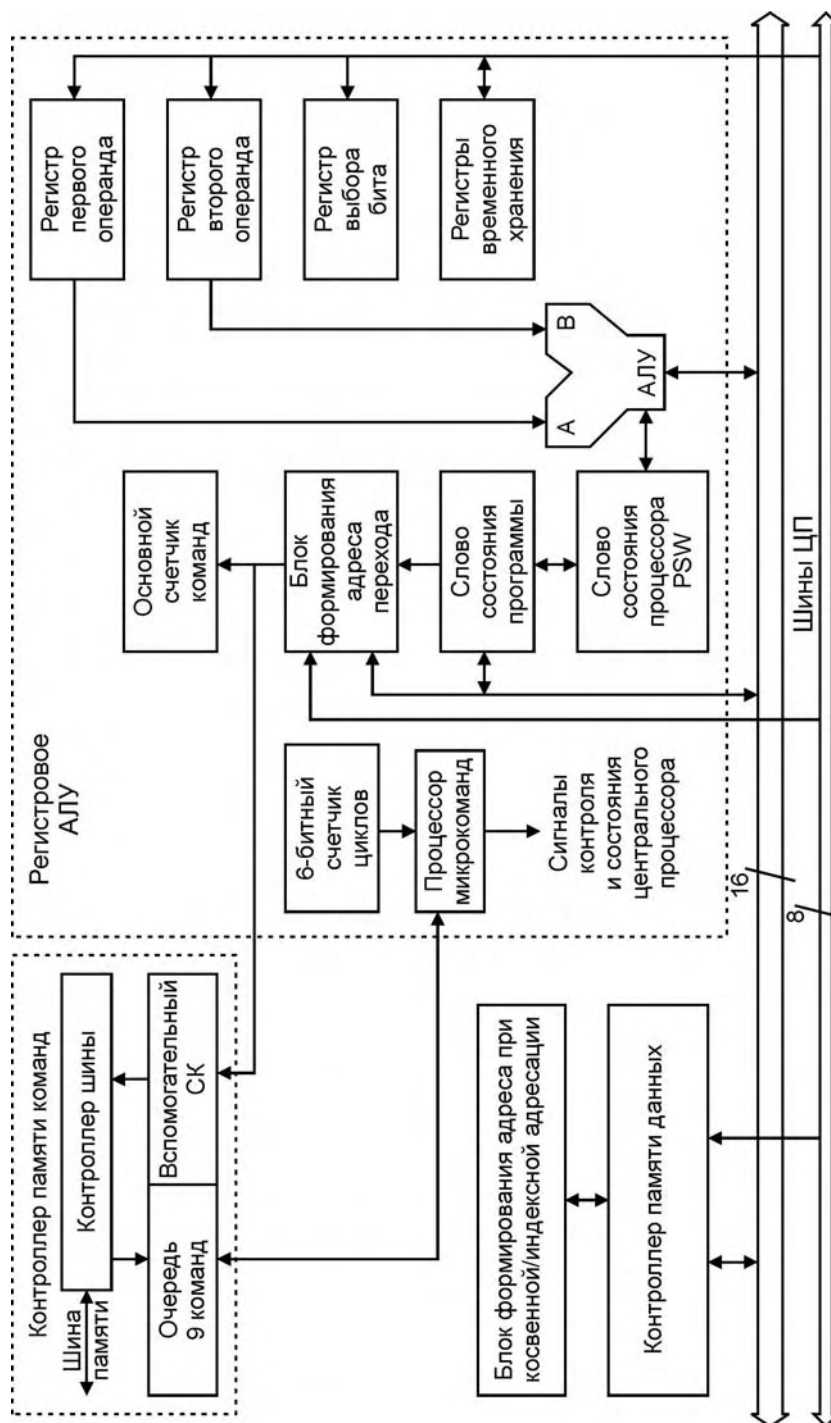 Контроллер памяти команд
Шина
памяти
Контроллер шины
Очередь
9 команд
Вспомогательный
СК
Регистровое
АЛУ
6-битный
счетчик
циклов
Процессор
микрокоманд
Сигналы
контроля
и состояния
центрального
процессора
Основной
счетчик
команд
Блок
формирования
адреса
перехода
Слово
состояния
программы
Слово
состояния
процессора
PSW
Регистр
первого
операнда
Регистр
второго
операнда
Регистр
выбора
бита
Регистры
временного
хранения
A
B
АЛУ
Блок формирования адреса при
косвенной/индексной адресации
Контроллер памяти данных
16
8
Шины ЦП